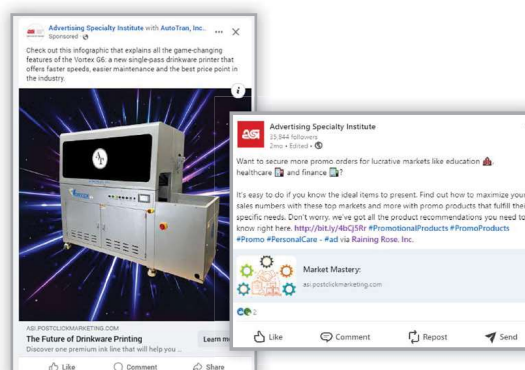 Advertising Specialty Institute with AutoTran, Inc..
Sponsored
Check out this infographic that explains all the game-changing
features of the Vortex G6: a new single-pass drinkware printer that
offers faster speeds, easier maintenance and the best price point in
the industry.
ASI.POSTCLICKMARKETING.COM
The Future of Drinkware Printing
Learn
Discover one premium ink line that will help you ...
Like
Comment
Share
asi
Advertising Specialty Institute
35,844 followers
2mo • Edited •
Want to secure more promo orders for lucrative markets like education
healthcare and finance ?
It's easy to do if you know the ideal items to present. Find out how to maximize your
sales numbers with these top markets and more with promo products that fulfill their
specific needs. Don't worry, we've got all the product recommendations you need to
know right here. http://bit.ly/4bCJ5Rr #PromotionalProducts #PromoProducts
#Promo #PersonalCare - #ad via Raining Rose, Inc.
Market Mastery:
asi.postclickmarketing.com
2
Like
Comment
Repost
Send